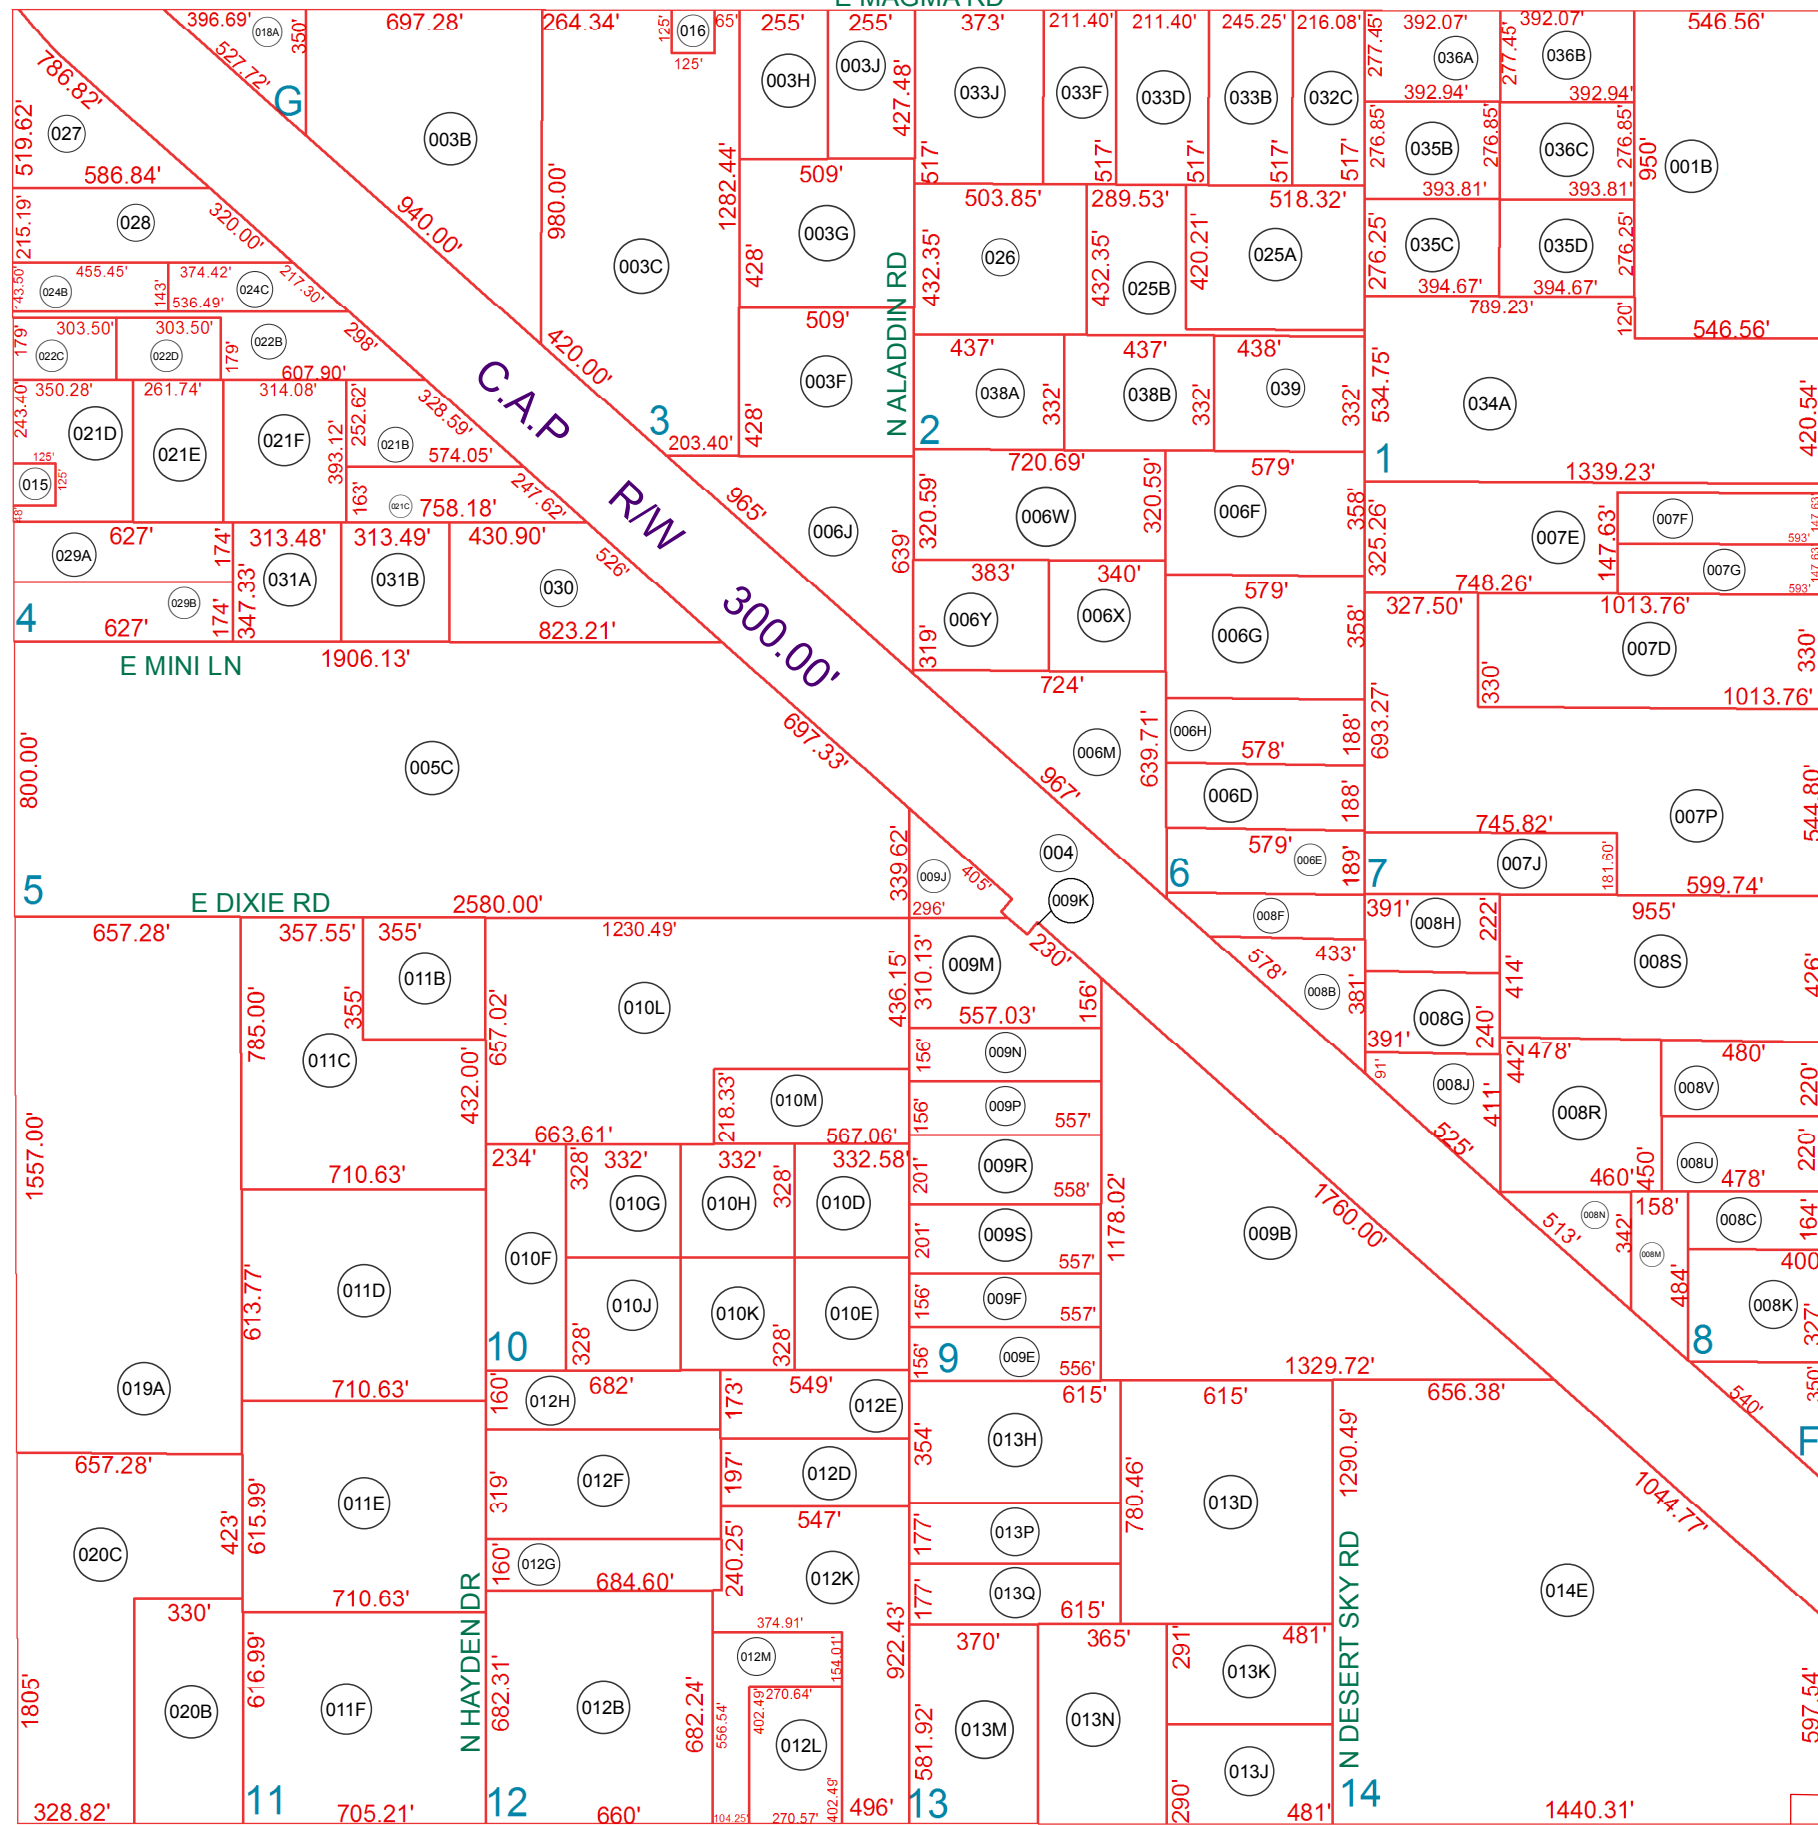 E MAGMA RD
396.69'
018A
350'
697.28'
264.34'
125'
016
65'
125'
255'
255'
373'
211.40'
211.40'
245.25'
216.08'
277.45'
392.07'
036A
392.94'
277.45'
392.07'
036B
392.94'
546.56'
786.82'
527.72'
G
519.62'
027
586.84'
003B
003H
003J
427.48'
033J
033F
033D
033B
032C
517'
517'
517'
517'
517'
276.85'
035B
276.85'
036C
276.85'
393.81'
393.81'
950'
001B
215.19'
028
320.00'
940.00'
980.00'
003C
1282.44'
509'
003G
428'
503.85'
289.53'
518.32'
432.35'
026
432.35'
025B
420.21'
025A
276.25'
035C
035D
276.25'
394.67'
394.67'
789.23'
120'
546.56'
143.50'
455.45'
024B
143'
374.42'
024C
536.49'
217.30'
179'
303.50'
022C
303.50'
022D
179'
022B
607.90'
298'
420.00'
N ALADDIN RD
509'
003F
428'
203.40'
3
437'
038A
332'
437'
038B
332'
438'
039
332'
2
534.75'
034A
420.54'
1
1339.23'
243.40'
350.28'
021D
261.74'
021E
314.08'
021F
393.12'
252.62'
021B
328.59'
574.05'
125'
015
125'
48'
163'
021C
758.18'
247.62'
C.A.P
R/W
300.00'
965'
006J
639'
720.69'
320.59'
006W
320.59'
579'
006F
358'
325.26'
007E
147.63'
007F
147.63'
593'
007G
147.63'
593'
748.26'
627'
029A
174'
029B
174'
627'
4
313.48'
031A
347.33'
313.49'
031B
430.90'
030
526'
823.21'
383'
006Y
319'
340'
006X
724'
579'
006G
358'
327.50'
1013.76'
007D
330'
330'
1013.76'
E MINI LN
1906.13'
800.00'
005C
697.33'
006M
639.71'
967'
006H
578'
188'
006D
188'
579'
006E
189'
6
693.27'
007P
544.80'
745.82'
007J
181.60'
599.74'
7
5
E DIXIE RD
2580.00'
339.62'
009J
405'
296'
004
009K
230'
008F
433'
578'
008B
381'
391'
008H
222'
955'
008S
414'
426'
008G
391'
240'
657.28'
357.55'
355'
011B
355'
785.00'
011C
432.00'
710.63'
1230.49'
010L
657.02'
436.15'
663.61'
218.33'
010M
567.06'
310.13'
009M
557.03'
156'
156'
009N
156'
009P
557'
201'
009R
558'
201'
009S
557'
156'
009F
557'
156'
009E
556'
9
1178.02'
009B
1760.00'
1329.72'
91'
008J
411'
525'
442'
478'
008R
460'
450'
480'
008V
220'
008U
478'
220'
513'
008N
342'
158'
008M
484'
008C
164'
400
008K
327'
8
1557.00'
019A
657.28'
613.77'
011D
710.63'
234'
010F
328'
332'
010G
332'
010H
328'
332.58'
010D
328'
010J
010K
328'
010E
10
160'
012H
682'
173'
549'
012E
319'
012F
197'
012D
160'
012G
684.60'
240.25'
547'
012K
922.43'
354'
013H
615'
177'
013P
177'
013Q
615'
780.46'
615'
013D
1290.49'
656.38'
540'
350'
F
1044.77'
014E
423'
020C
615.99'
011E
710.63'
330'
020B
1805'
328.82'
616.99'
011F
705.21'
11
N HAYDEN DR
682.31'
012B
682.24'
660'
12
374.91'
012M
154.01'
556.54'
402.49'
270.64'
012L
402.49'
104.25'
270.57'
496'
370'
013M
581.92'
13
365'
013N
291'
481'
013K
290'
013J
481'
N DESERT SKY RD
14
1440.31'
597.54'